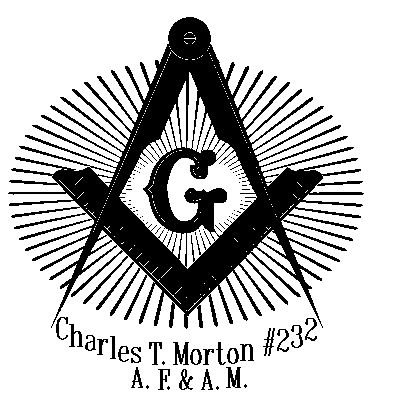 G
Charles T. Morton #232
A. F. & A. M.